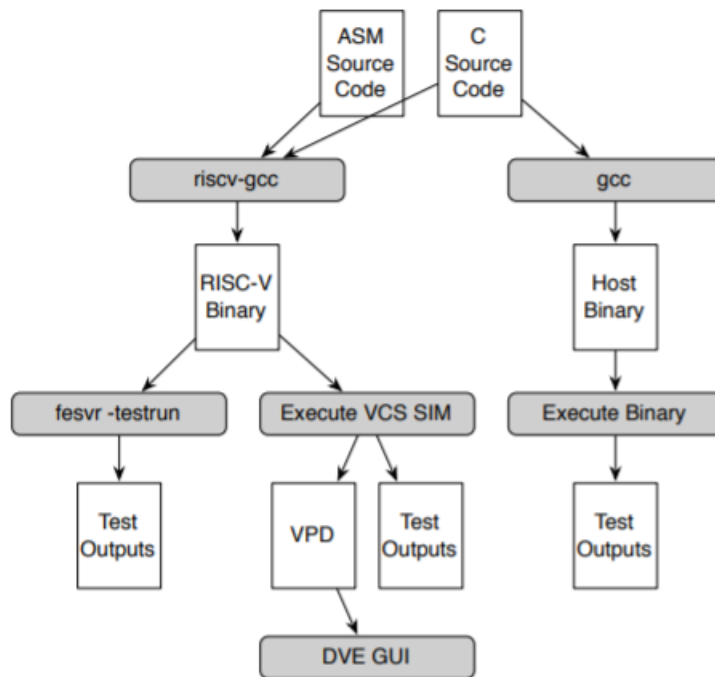 ASM
Source
Code
C
Source
Code
riscv-gcc
gcc
RISC-V
Binary
Host
Binary
fesvr -testrun
Execute VCS SIM
Execute Binary
Test
Outputs
VPD
Test
Outputs
Test
Outputs
DVE GUI